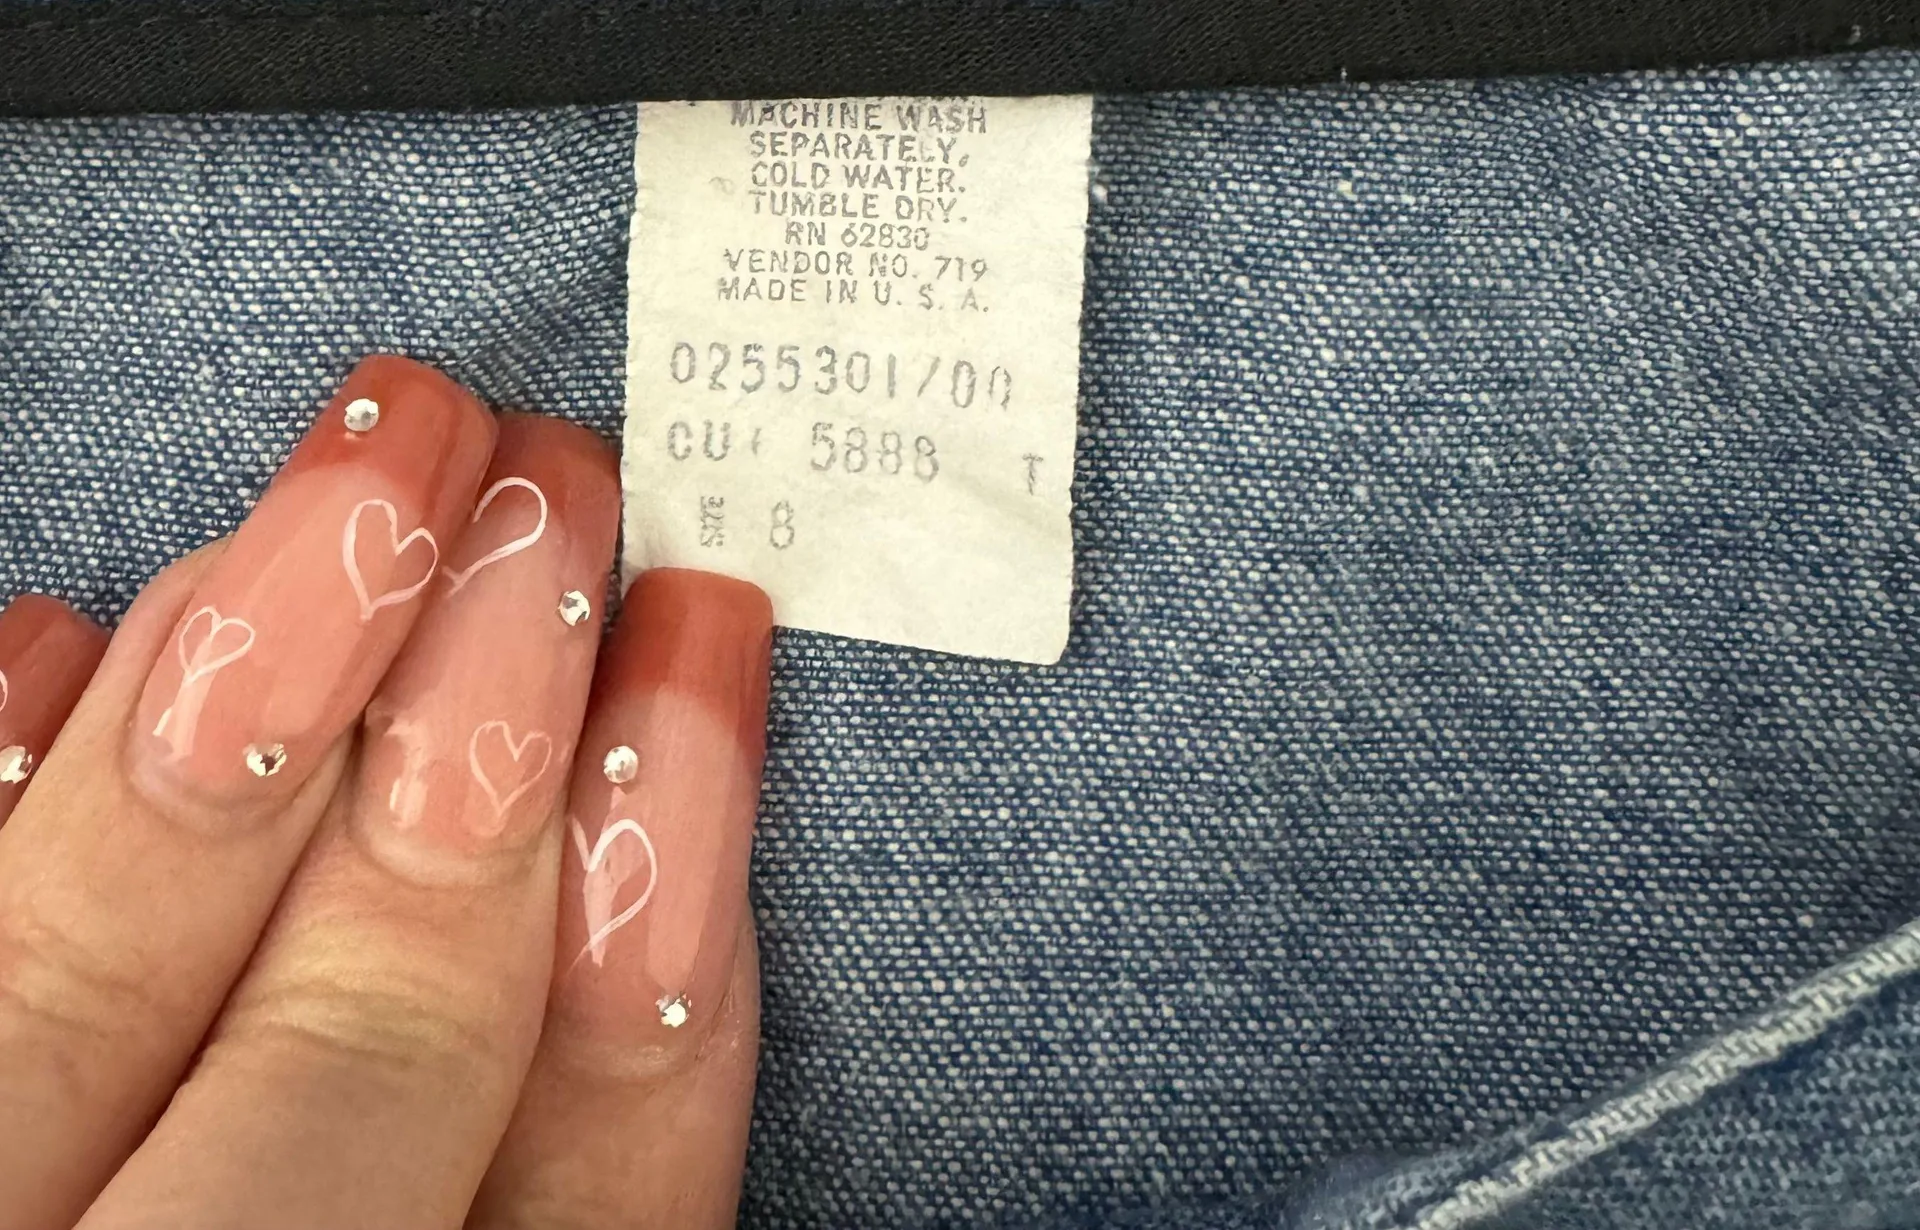 MACHINE WASH
SEPARATELY,
COLD WATER.
TUMBLE DRY.
RN 62830
VENDOR NO. 719
MADE IN U. S. A.
0255301/00
5888 T
SIZE 8